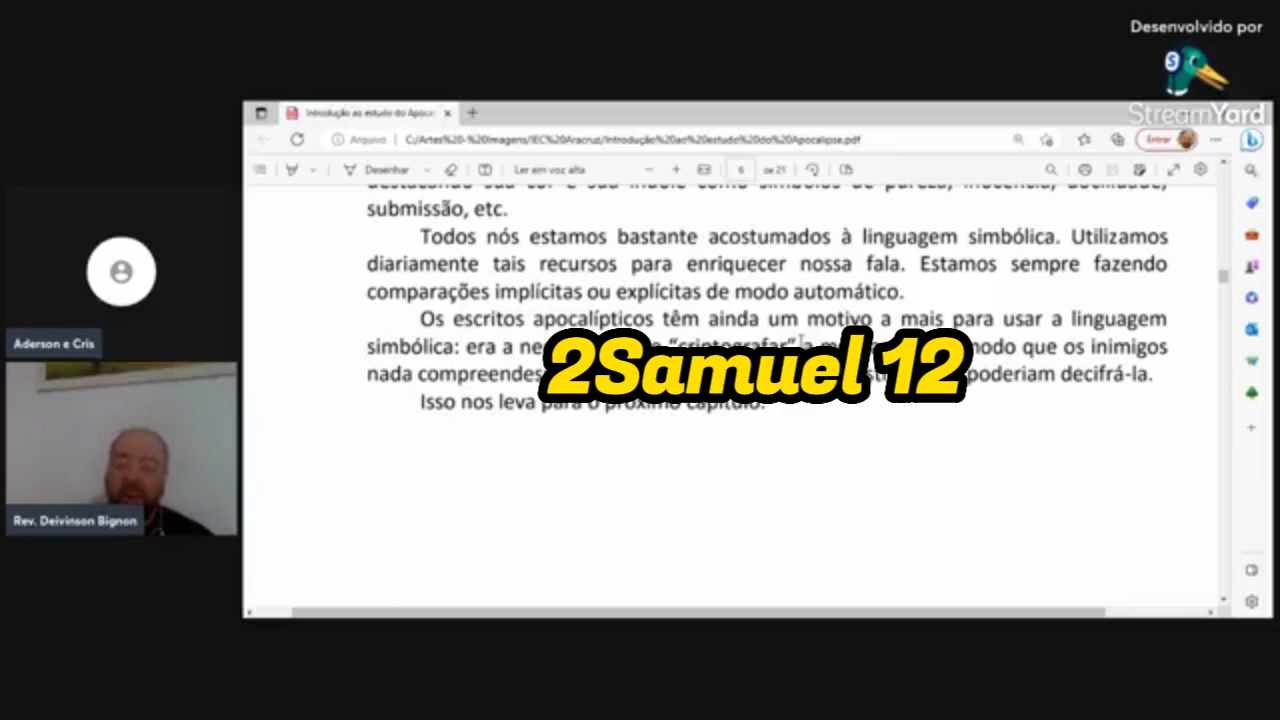 Desenvolvido por
StreamYard
Introdução ao estudo do Apoca
Arquivo
C:/Artes%20-%20Imagens/IEC%20Aracruz/Introdução%20ao%20estudo%20do%20Apocalipse.pdf
Entrar
Desenhar
Ler em voz alta
6
de 21
submissão, etc.
Todos nós estamos bastante acostumados à linguagem simbólica. Utilizamos
diariamente tais recursos para enriquecer nossa fala. Estamos sempre fazendo
comparações implícitas ou explícitas de modo automático.
Os escritos apocalípticos têm ainda um motivo a mais para usar a linguagem
simbólica: era a "criptografar" a modo que os inimigos
nada poderiam decifrá-la.
Isso nos leva para o próximo capítulo.
2Samuel 12
Aderson e Cris
Rev. Deivinson Bignon